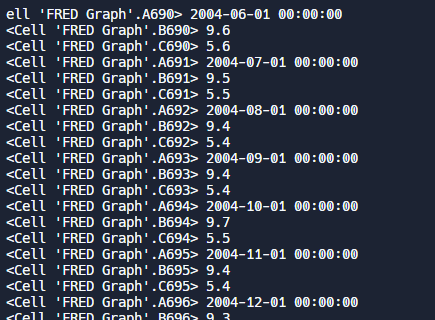 ell 'FRED Graph'.A690> 2004-06-01 00:00:00
<Cell 'FRED Graph'.B690> 9.6
<Cell 'FRED Graph'.C690> 5.6
<Cell 'FRED Graph'.A691> 2004-07-01 00:00:00
<Cell 'FRED Graph'.B691> 9.5
<Cell 'FRED Graph'.C691> 5.5
<Cell 'FRED Graph'.A692> 2004-08-01 00:00:00
<Cell 'FRED Graph'.B692> 9.4
<Cell 'FRED Graph'.C692> 5.4
<Cell 'FRED Graph'.A693> 2004-09-01 00:00:00
<Cell 'FRED Graph'.B693> 9.4
<Cell 'FRED Graph'.C693> 5.4
<Cell 'FRED Graph'.A694> 2004-10-01 00:00:00
<Cell 'FRED Graph'.B694> 9.7
<Cell 'FRED Graph'.C694> 5.5
<Cell 'FRED Graph'.A695> 2004-11-01 00:00:00
<Cell 'FRED Graph'.B695> 9.4
<Cell 'FRED Graph'.C695> 5.4
<Cell 'FRED Graph'.A696> 2004-12-01 00:00:00
<Cell 'FRED Graph'.B696> 9.3